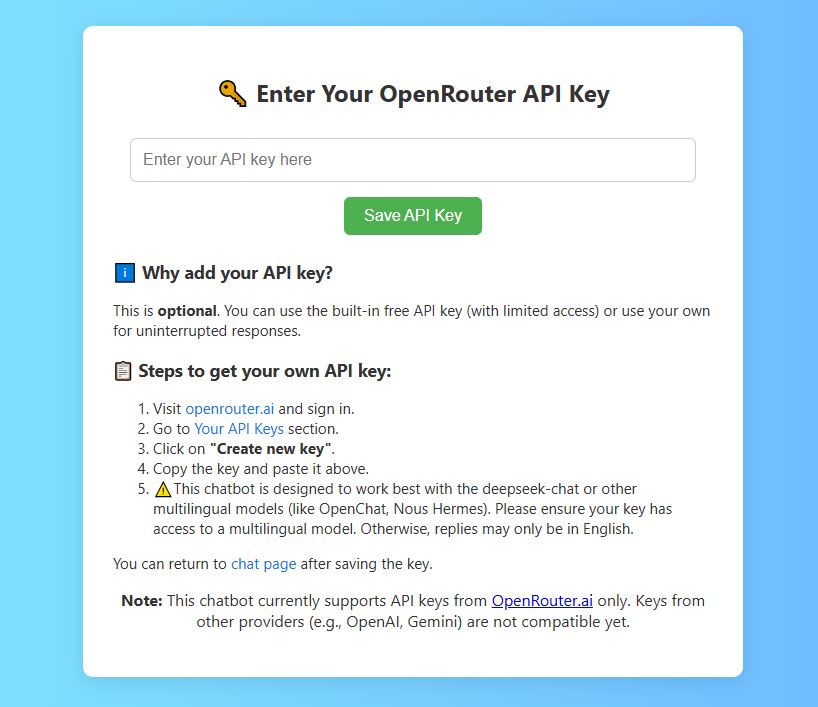 🔑 Enter Your OpenRouter API Key
Enter your API key here
Save API Key
ℹ️ Why add your API key?
This is optional. You can use the built-in free API key (with limited access) or use your own
for uninterrupted responses.
📋 Steps to get your own API key:
1. Visit openrouter.ai and sign in.
2. Go to Your API Keys section.
3. Click on "Create new key".
4. Copy the key and paste it above.
5. ⚠️This chatbot is designed to work best with the deepseek-chat or other
multilingual models (like OpenChat, Nous Hermes). Please ensure your key has
access to a multilingual model. Otherwise, replies may only be in English.
You can return to chat page after saving the key.
Note: This chatbot currently supports API keys from OpenRouter.ai only. Keys from
other providers (e.g., OpenAI, Gemini) are not compatible yet.